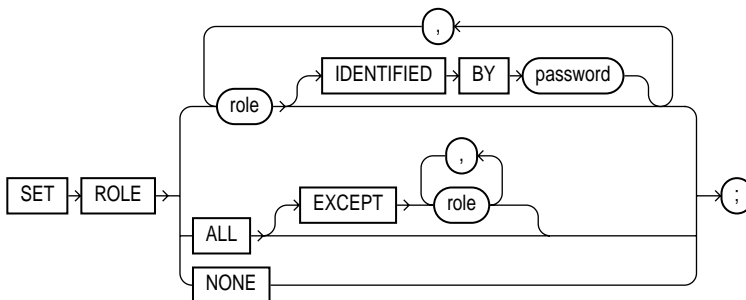 ,
IDENTIFIED BY password
role
,
EXCEPT role
SET ROLE ;
ALL
NONE